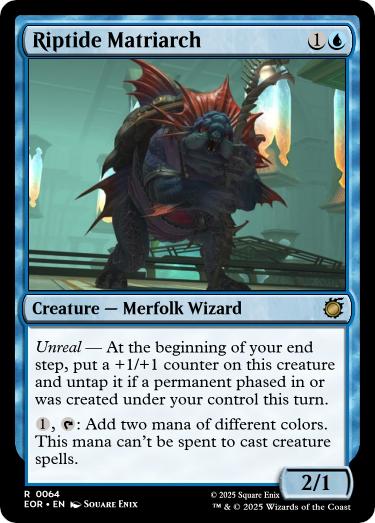 Riptide Matriarch 1
Creature — Merfolk Wizard
Unreal — At the beginning of your end
step, put a +1/+1 counter on this creature
and untap it if a permanent phased in or
was created under your control this turn.
1, : Add two mana of different colors.
This mana can't be spent to cast creature
spells.
2/1
R 0064
EOR • EN SQUARE ENIX
© 2025 Square Enix
™ & © 2025 Wizards of the Coast